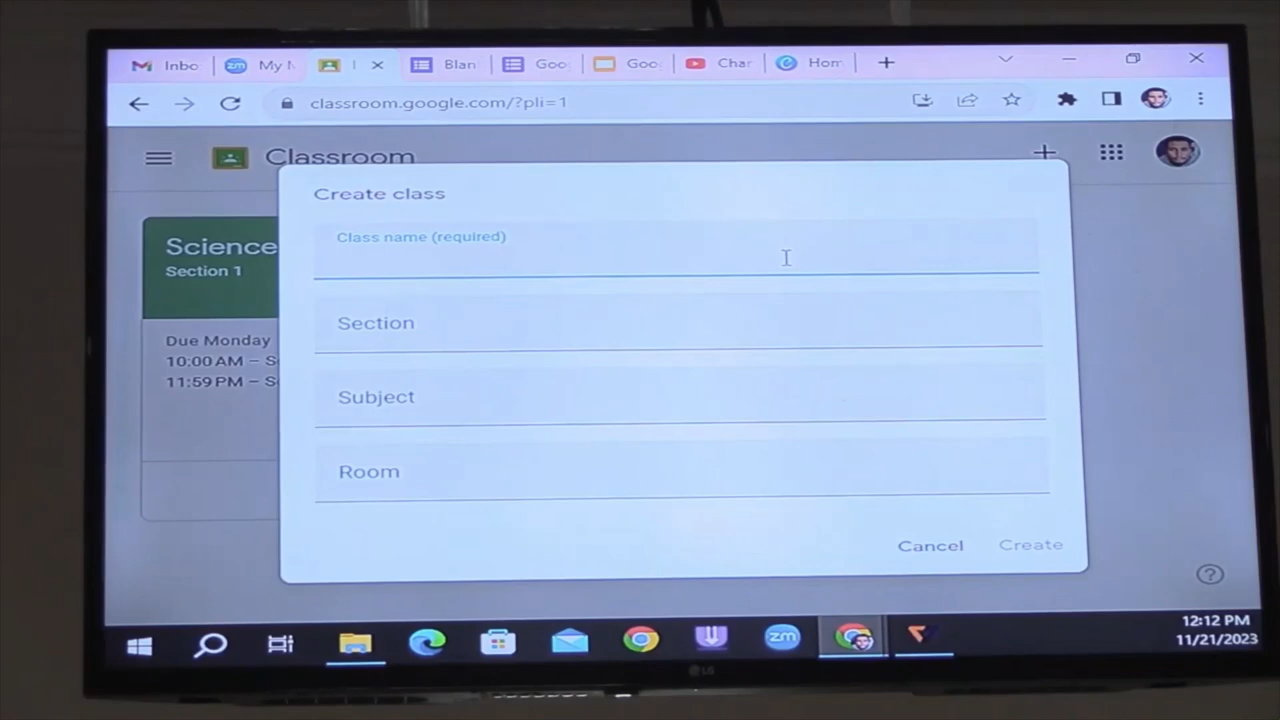 Inbo
My M
Blan
Goo
Goo
Char
Hom
classroom.google.com/?pli=1
Classroom
Create class
Science
Section 1
Class name (required)
Section
Due Monday
10:00 AM – S
11:59 PM – S
Subject
Room
Cancel
Create
zm
12:12 PM
11/21/2023
LG